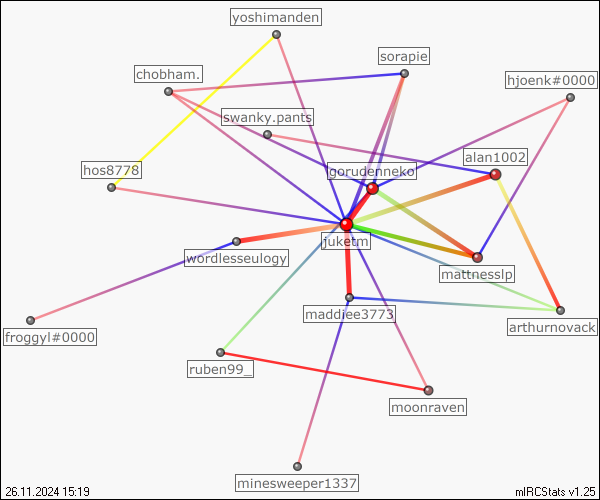 yoshimanden
sorapie
chobham.
hjoenk#0000
swanky.pants
alan1002
hos8778
gorudenneko
juketm
wordlesseulogy
mattnesslp
maddiee3773
froggyl#0000
arthurnovack
ruben99_
moonraven
minesweeper1337
26.11.2024 15:19
mIRCStats v1.25